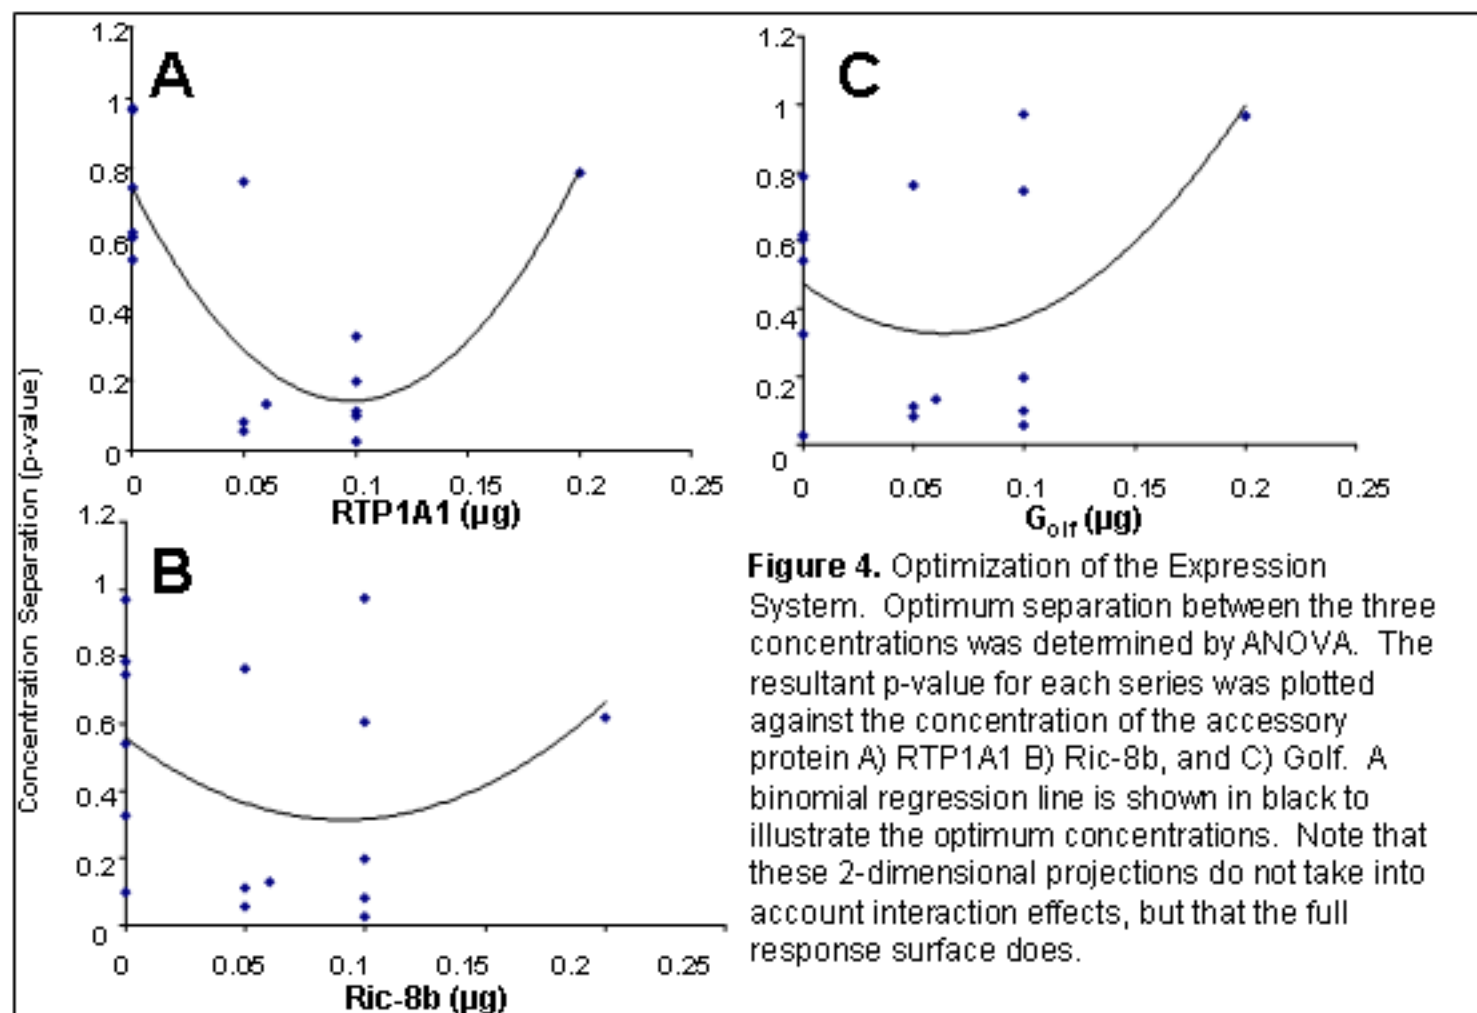 A
1.2
1
0.8
0.6
0.4
0.2
0
0 0.05 0.1 0.15 0.2 0.25
RTP1A1 (µg)
C
1.2
1
0.8
0.6
0.4
0.2
0
0 0.05 0.1 0.15 0.2 0.25
Golf (µg)
Concentration Separation (p-value)
B
1.2
1
0.8
0.6
0.4
0.2
0
0 0.05 0.1 0.15 0.2 0.25
Ric-8b (µg)
Figure 4. Optimization of the Expression
System. Optimum separation between the three
concentrations was determined by ANOVA. The
resultant p-value for each series was plotted
against the concentration of the accessory
protein A) RTP1A1 B) Ric-8b, and C) Golf. A
binomial regression line is shown in black to
illustrate the optimum concentrations. Note that
these 2-dimensional projections do not take into
account interaction effects, but that the full
response surface does.